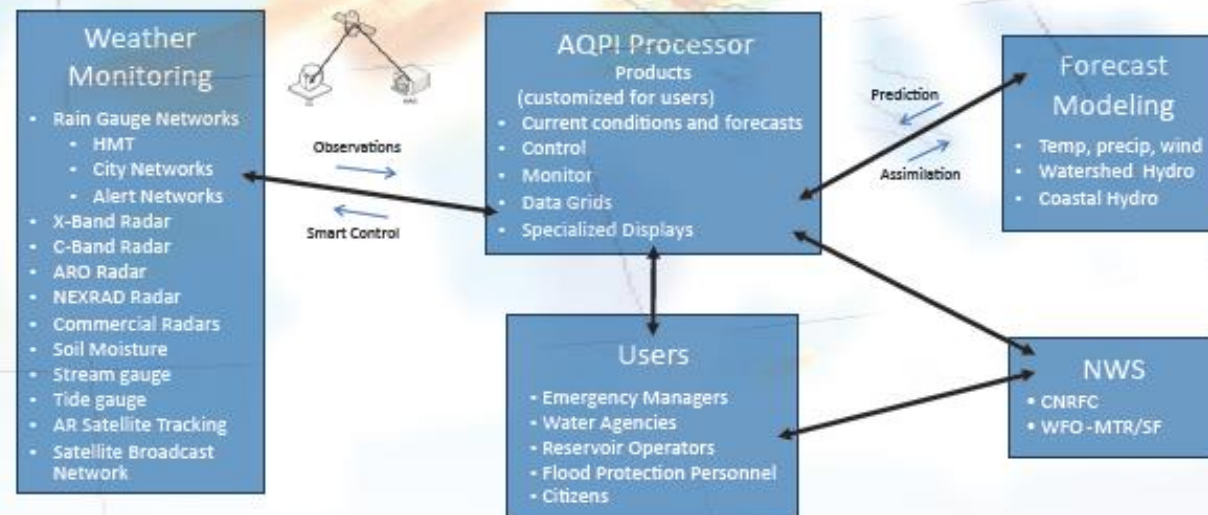 Weather
Monitoring
• Rain Gauge Networks
• HMT
• City Networks
• Alert Networks
• X-Band Radar
• C-Band Radar
• ARO Radar
• NEXRAD Radar
• Commercial Radars
• Soil Moisture
• Stream gauge
• Tide gauge
• AR Satellite Tracking
• Satellite Broadcast
Network
Observations
Smart Control
AQPI Processor
Products
(customized for users)
• Current conditions and forecasts
• Control
• Monitor
• Data Grids
• Specialized Displays
Prediction
Assimilation
Forecast
Modeling
• Temp, precip, wind
• Watershed Hydro
• Coastal Hydro
Users
- Emergency Managers
- Water Agencies
- Reservoir Operators
- Flood Protection Personnel
- Citizens
NWS
• CNRFC
• WFO-MTR/SF